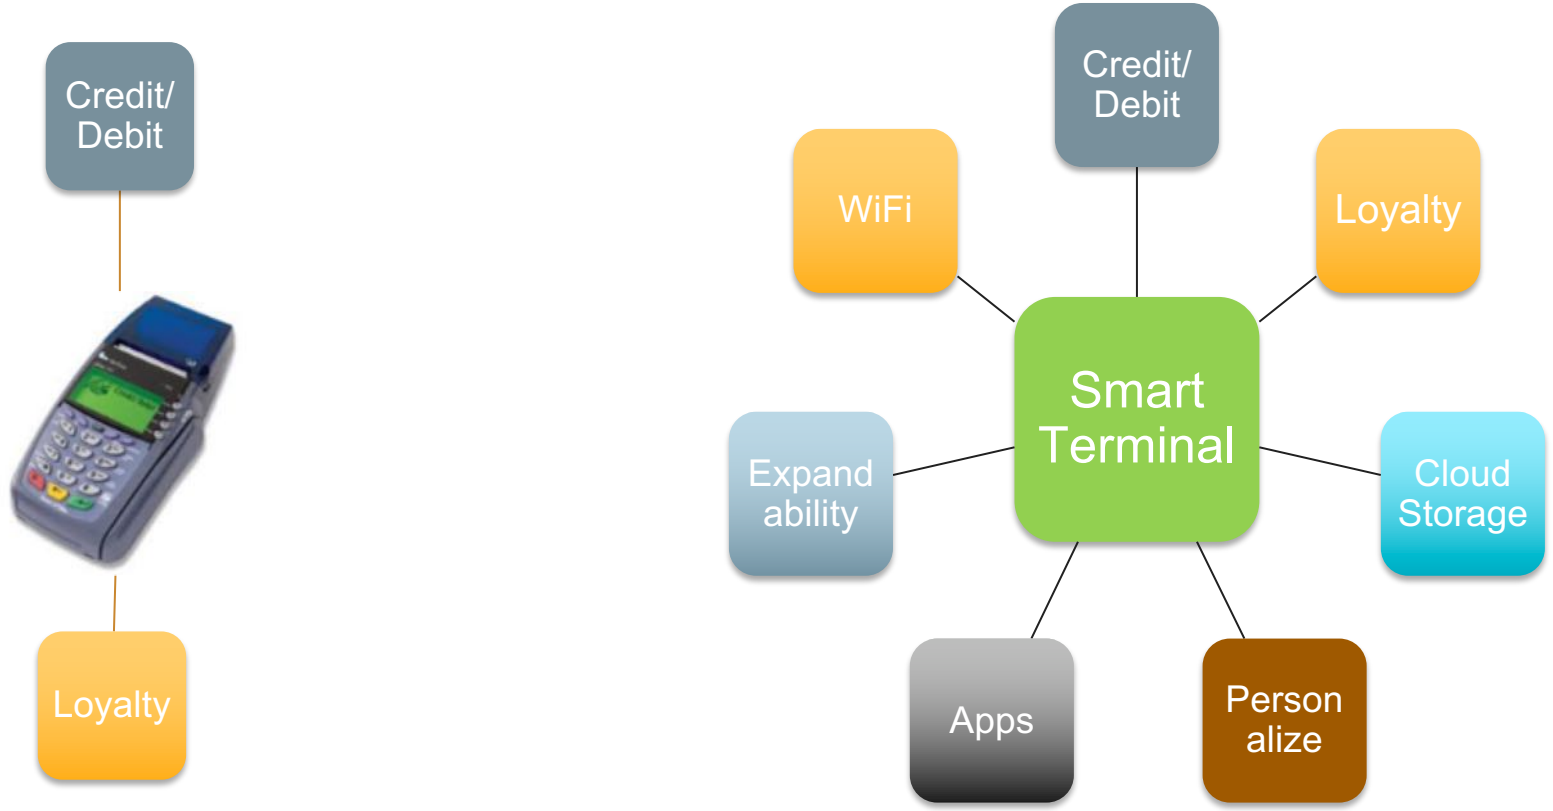 Credit/
Debit
Loyalty
Credit/
Debit
WiFi
Loyalty
Smart
Terminal
Expand
ability
Cloud
Storage
Apps
Person
alize